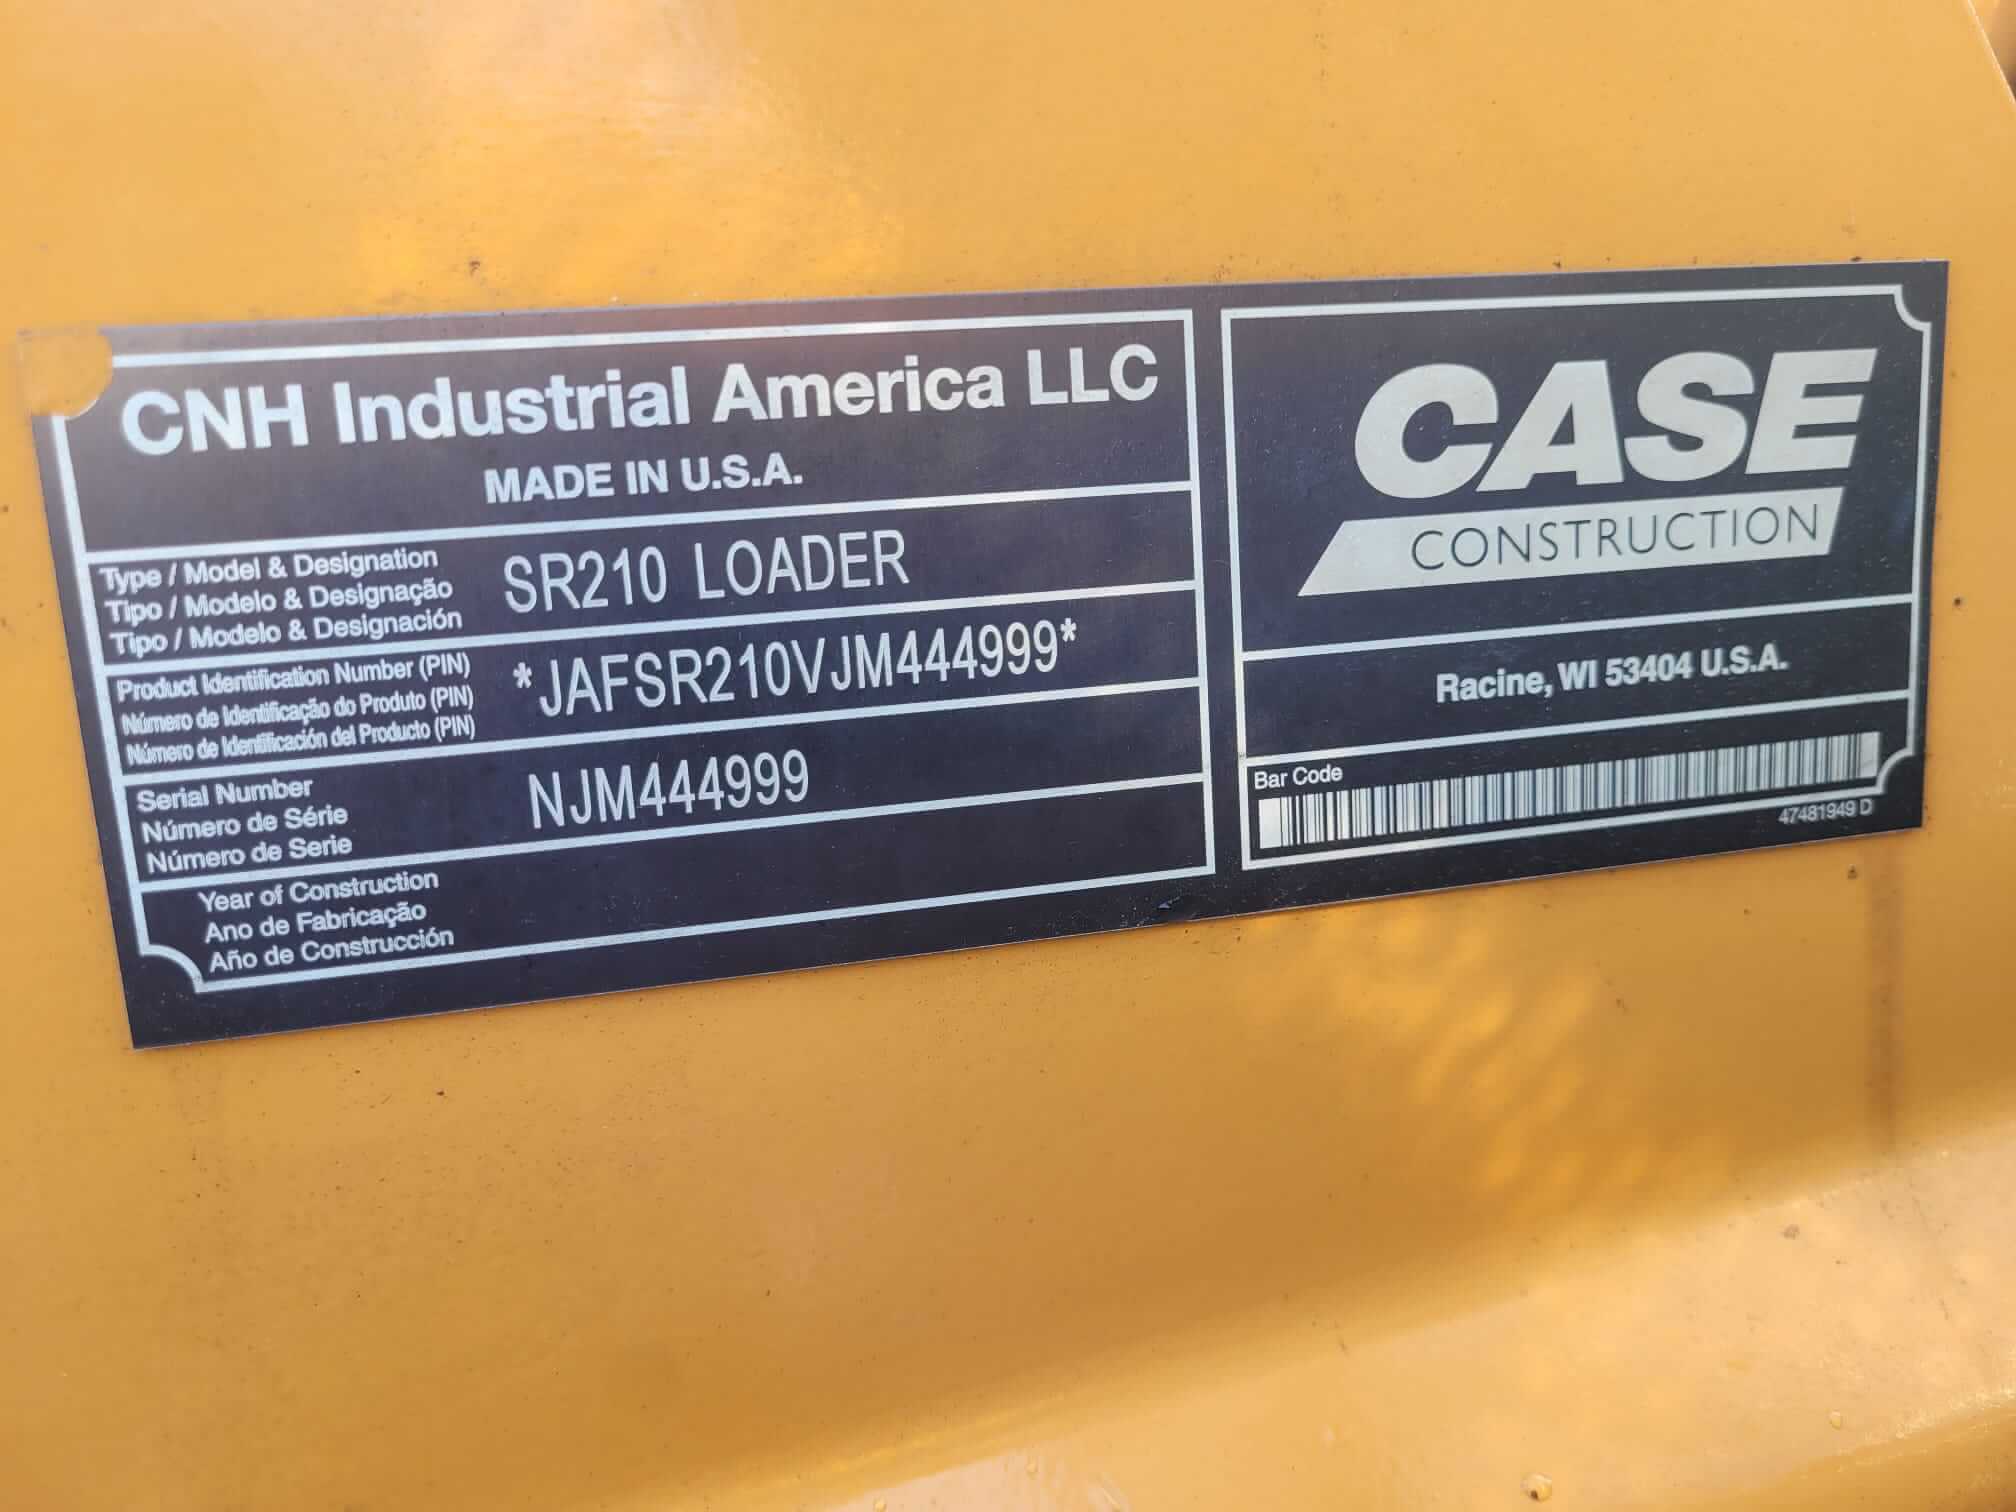 CNH Industrial America LLC
MADE IN U.S.A.
Type / Model & Designation
Tipo / Modelo & Designação
Tipo / Modelo & Designación
SR210 LOADER
Product Identification Number (PIN)
Número de Identificação do Produto (PIN)
Número de Identificación del Producto (PIN)
*JAFSR210VJM444999*
Serial Number
Número de Série
Número de Serie
NJM444999
Year of Construction
Ano de Fabricação
Año de Construcción
CASE
CONSTRUCTION
Racine, WI 53404 U.S.A.
Bar Code
47481949 D